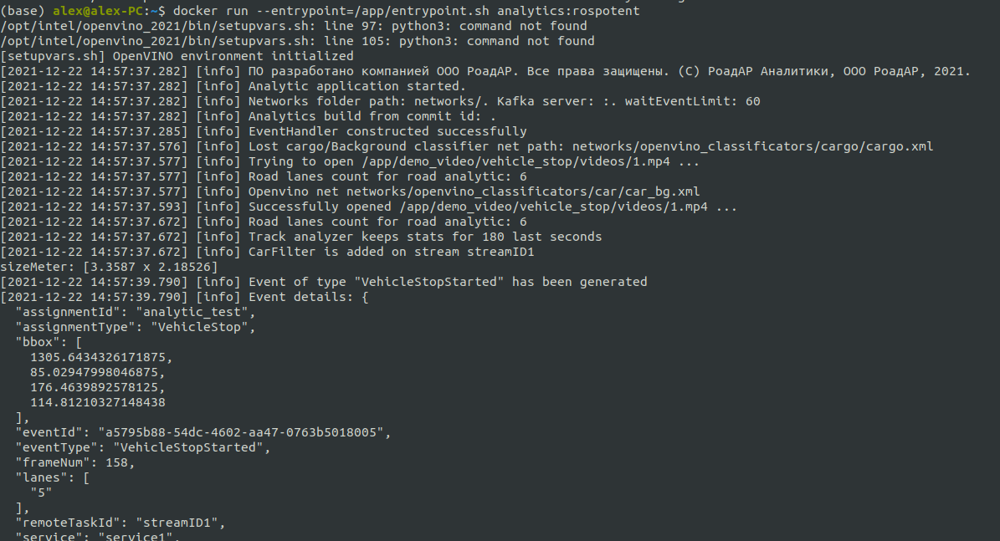 (base) alex@alex-PC:~$ docker run --entrypoint=/app/entrypoint.sh analytics:rospotent
/opt/intel/openvino_2021/bin/setupvars.sh: line 97: python3: command not found
/opt/intel/openvino_2021/bin/setupvars.sh: line 105: python3: command not found
[setupvars.sh] OpenVINO environment initialized
[2021-12-22 14:57:37.282] [info] ПО разработано компанией ООО РоадАР. Все права защищены. (C) РоадАР Аналитики, ООО РоадАР, 2021.
[2021-12-22 14:57:37.282] [info] Analytic application started.
[2021-12-22 14:57:37.282] [info] Networks folder path: networks/. Kafka server: :. waitEventLimit: 60
[2021-12-22 14:57:37.282] [info] Analytics build from commit id: .
[2021-12-22 14:57:37.285] [info] EventHandler constructed successfully
[2021-12-22 14:57:37.576] [info] Lost cargo/Background classifier net path: networks/openvino_classificators/cargo/cargo.xml
[2021-12-22 14:57:37.577] [info] Trying to open /app/demo_video/vehicle_stop/videos/1.mp4 ...
[2021-12-22 14:57:37.577] [info] Road lanes count for road analytic: 6
[2021-12-22 14:57:37.577] [info] Openvino net networks/openvino_classificators/car/car_bg.xml
[2021-12-22 14:57:37.593] [info] Successfully opened /app/demo_video/vehicle_stop/videos/1.mp4 ...
[2021-12-22 14:57:37.672] [info] Road lanes count for road analytic: 6
[2021-12-22 14:57:37.672] [info] Track analyzer keeps stats for 180 last seconds
[2021-12-22 14:57:37.672] [info] CarFilter is added on stream streamID1
sizeMeter: [3.3587 x 2.18526]
[2021-12-22 14:57:39.790] [info] Event of type "VehicleStopStarted" has been generated
[2021-12-22 14:57:39.790] [info] Event details: {
  "assignmentId": "analytic_test",
  "assignmentType": "VehicleStop",
  "bbox": [
    1305.6434326171875,
    85.02947998046875,
    176.4639892578125,
    114.81210327148438
  ],
  "eventId": "a5795b88-54dc-4602-aa47-0763b5018005",
  "eventType": "VehicleStopStarted",
  "frameNum": 158,
  "lanes": [
    "5"
  ],
  "remoteTaskId": "streamID1",
  "service": "service1",